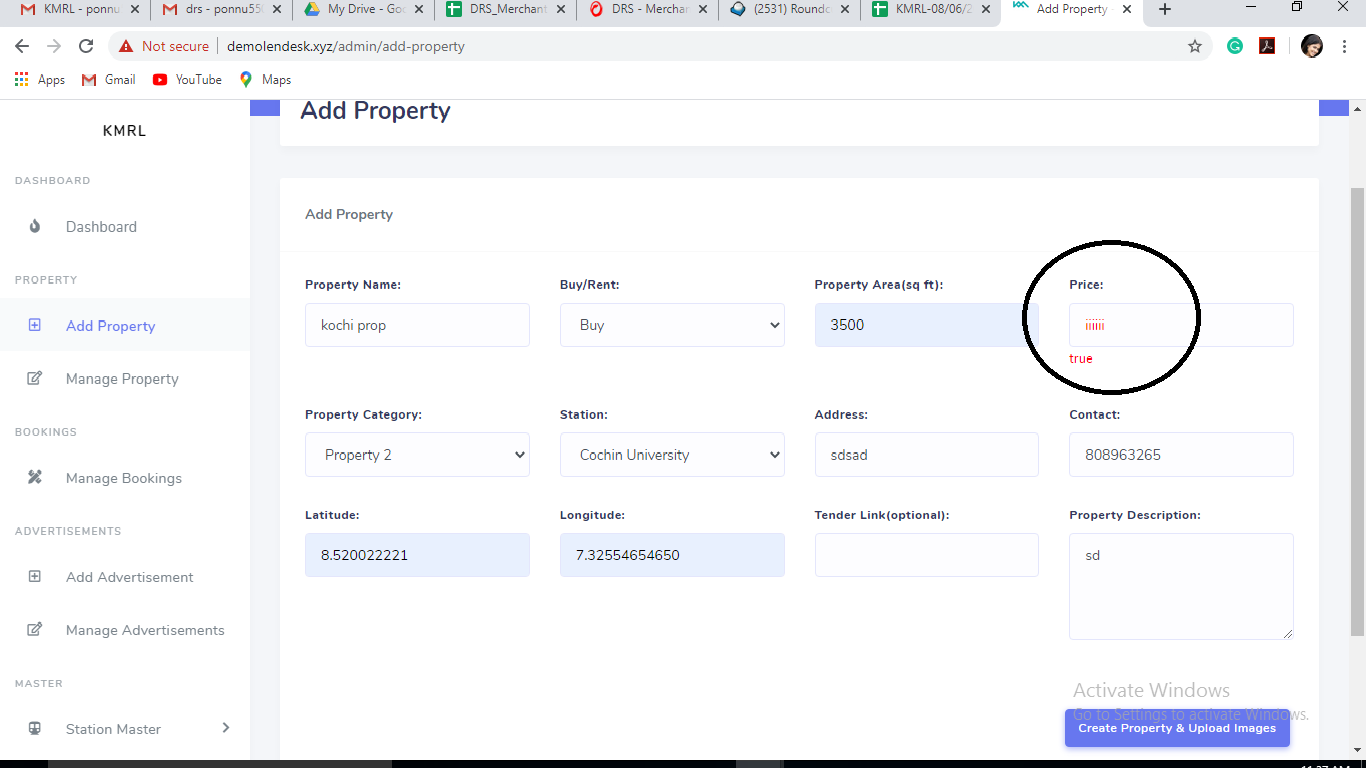 KMRL - ponnu
drs - ponnu55
My Drive - Goo
DRS_Merchant
DRS - Merchan
(2531) Roundc
KMRL-08/06/2
Add Property -
Not secure
demolendesk.xyz/admin/add-property
Apps
Gmail
YouTube
Maps
KMRL
DASHBOARD
Dashboard
PROPERTY
Add Property
Manage Property
BOOKINGS
Manage Bookings
ADVERTISEMENTS
Add Advertisement
Manage Advertisements
MASTER
Station Master
Add Property
Add Property
Property Name: Buy/Rent: Property Area(sq ft): Price:
kochi prop Buy 3500 iiiiii
true
Property Category: Station: Address: Contact:
Property 2 Cochin University sdsad 808963265
Latitude: Longitude: Tender Link(optional): Property Description:
8.520022221 7.32554654650 sd
Activate Windows
Go to Settings to activate Windows.
Create Property & Upload Images